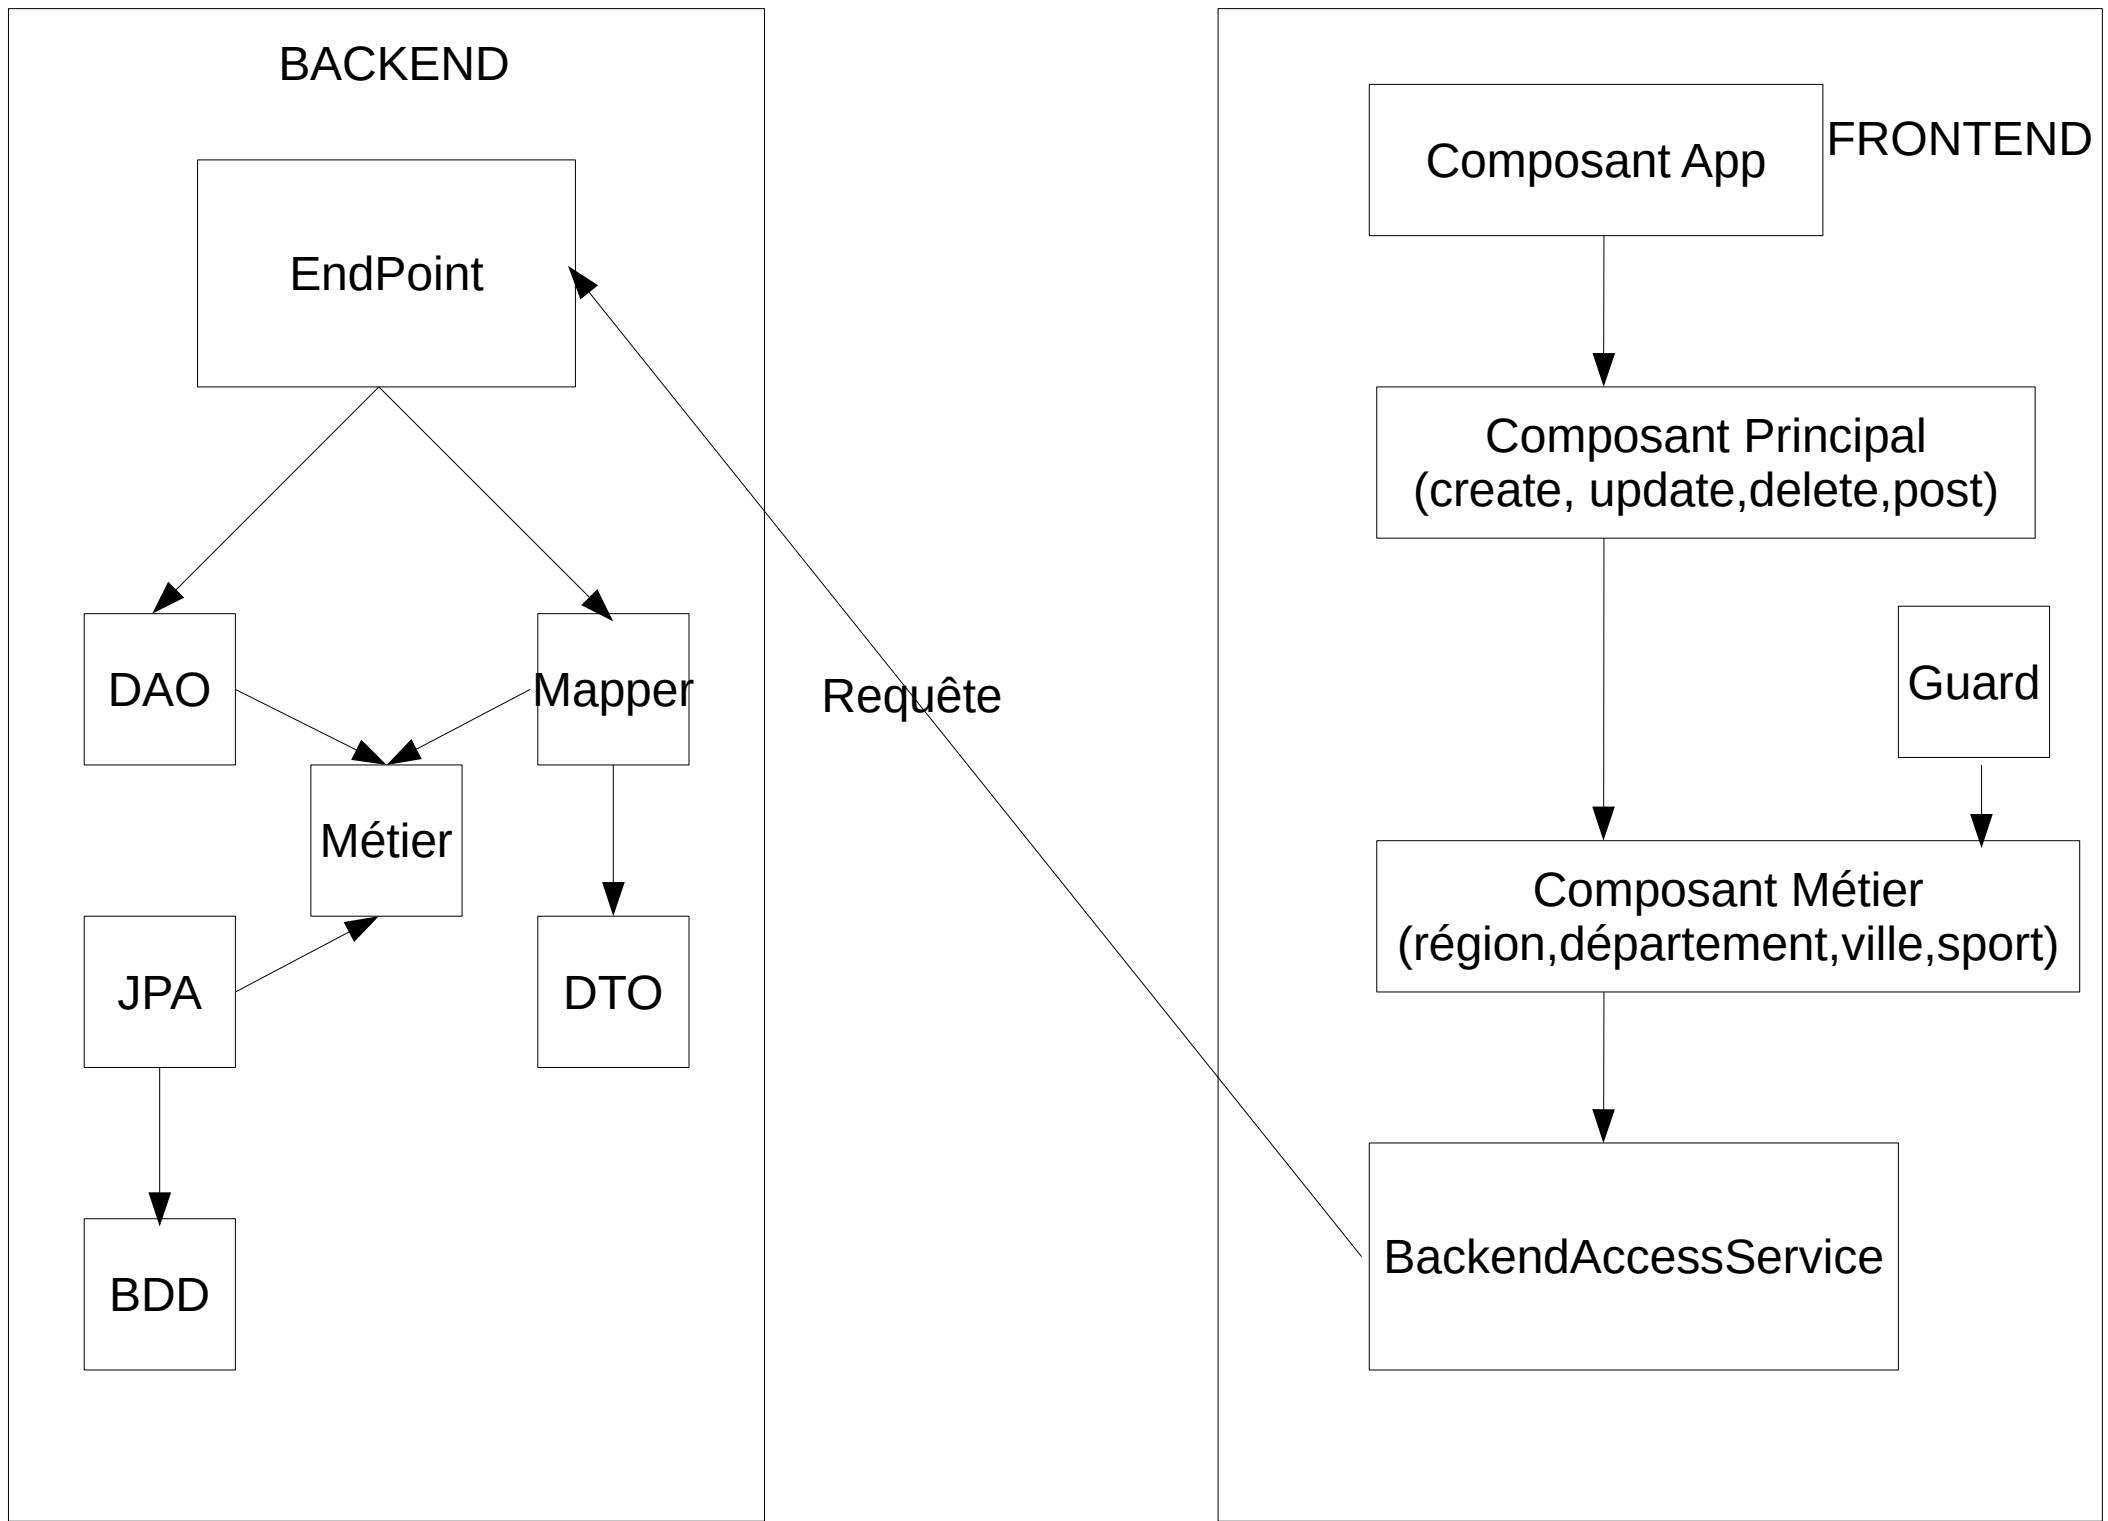 BACKEND
EndPoint
DAO
Mapper
Métier
JPA
DTO
BDD
Requête
FRONTEND
Composant App
Composant Principal
(create, update,delete,post)
Guard
Composant Métier
(région,département,ville,sport)
BackendAccessService